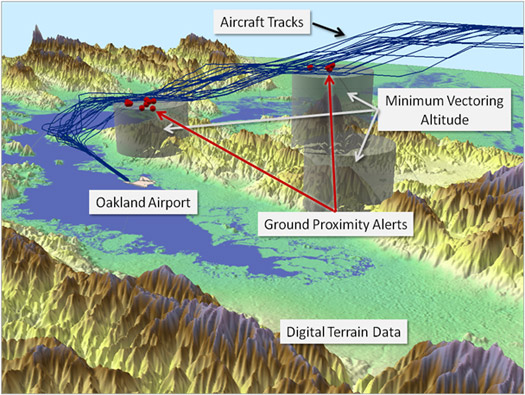 Aircraft Tracks
Minimum Vectoring
Altitude
Oakland Airport
Ground Proximity Alerts
Digital Terrain Data